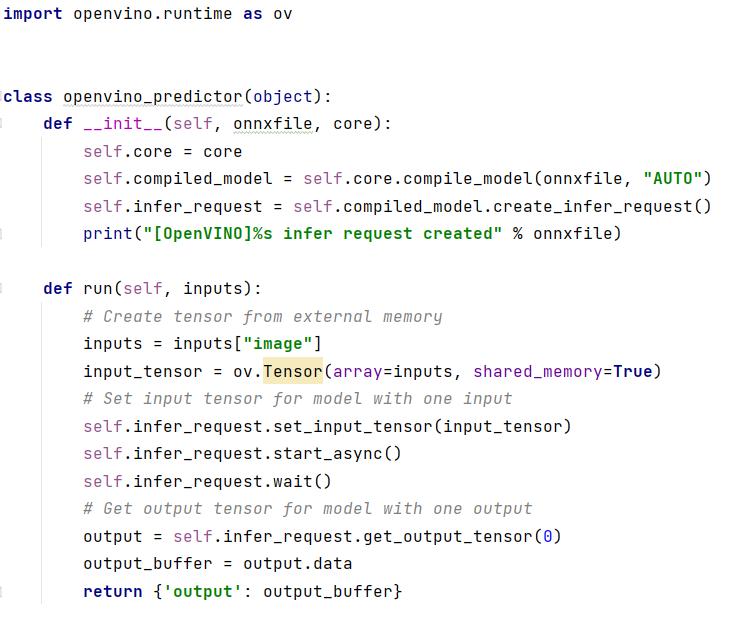 import openvino.runtime as ov
class openvino_predictor(object):
    def __init__(self, onnxfile, core):
        self.core = core
        self.compiled_model = self.core.compile_model(onnxfile, "AUTO")
        self.infer_request = self.compiled_model.create_infer_request()
        print("[OpenVINO]%s infer request created" % onnxfile)
    def run(self, inputs):
        # Create tensor from external memory
        inputs = inputs["image"]
        input_tensor = ov.Tensor(array=inputs, shared_memory=True)
        # Set input tensor for model with one input
        self.infer_request.set_input_tensor(input_tensor)
        self.infer_request.start_async()
        self.infer_request.wait()
        # Get output tensor for model with one output
        output = self.infer_request.get_output_tensor(0)
        output_buffer = output.data
        return {'output': output_buffer}